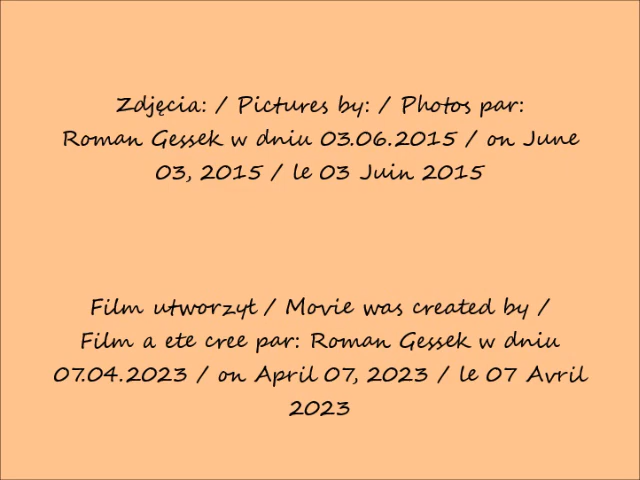 Zdjęcia: / Pictures by: / Photos par:
Roman Gessek w dniu 03.06.2015 / on June
03, 2015 / le 03 Juin 2015
Film utworzył / Movie was created by /
Film a ete cree par: Roman Gessek w dniu
07.04.2023 / on April 07, 2023 / le 07 Avril
2023